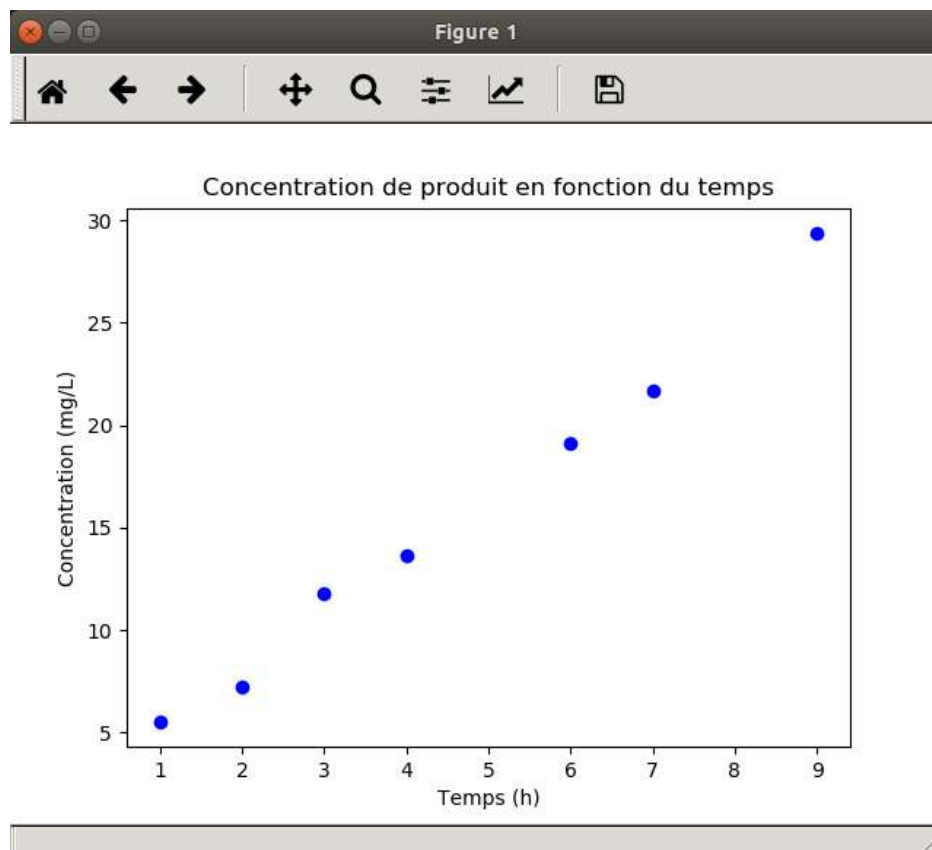 Figure 1
Concentration de produit en fonction du temps
30
25
20
15
10
5
Concentration (mg/L)
1 2 3 4 5 6 7 8 9
Temps (h)